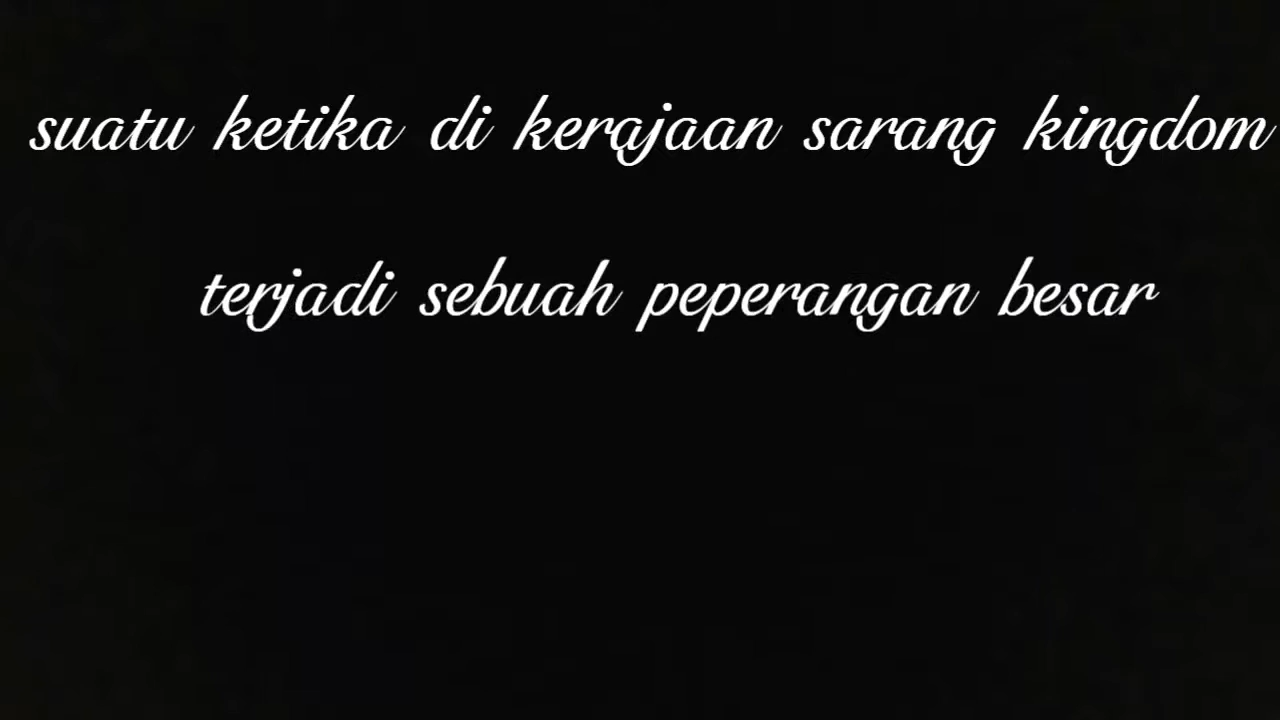 suatu ketika di kerajaan sarang kingdom
terjadi sebuah peperangan besar